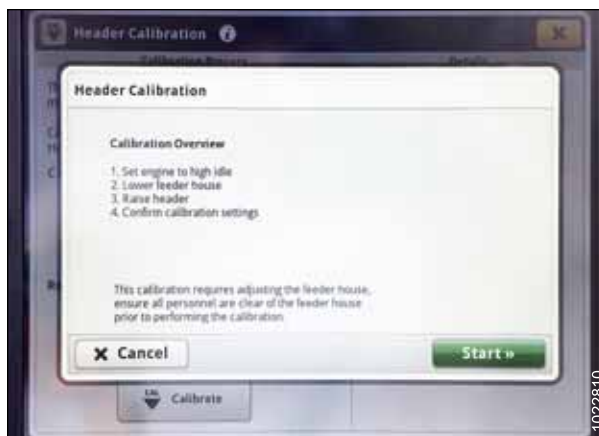 Header Calibration
Header Calibration
Calibration Overview
1. Set engine to high idle
2. Lower feeder house
3. Raise header
4. Confirm calibration settings
This calibration requires adjusting the feeder house,
ensure all personnel are clear of the feeder house
prior to performing the calibration
Cancel
Start »
Calibrate
1022810